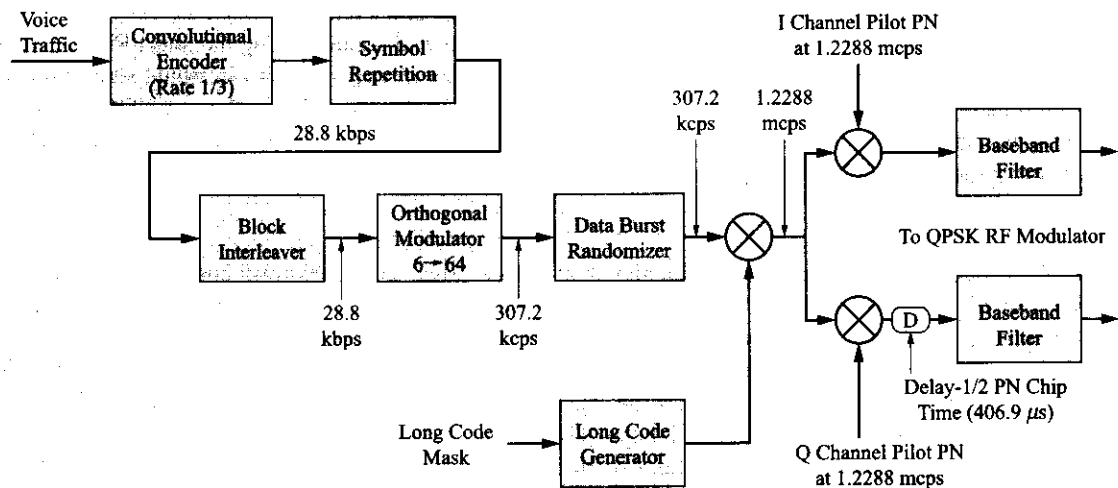 Voice
Traffic
Convolutional
Encoder
(Rate 1/3)
Symbol
Repetition
28.8 kbps
Block
Interleaver
28.8
kbps
Orthogonal
Modulator
6→64
307.2
kcps
Data Burst
Randomizer
307.2
kcps
1.2288
mcps
Long Code
Mask
Long Code
Generator
I Channel Pilot PN
at 1.2288 mcps
Baseband
Filter
To QPSK RF Modulator
D
Baseband
Filter
Delay-1/2 PN Chip
Time (406.9 μs)
Q Channel Pilot PN
at 1.2288 mcps